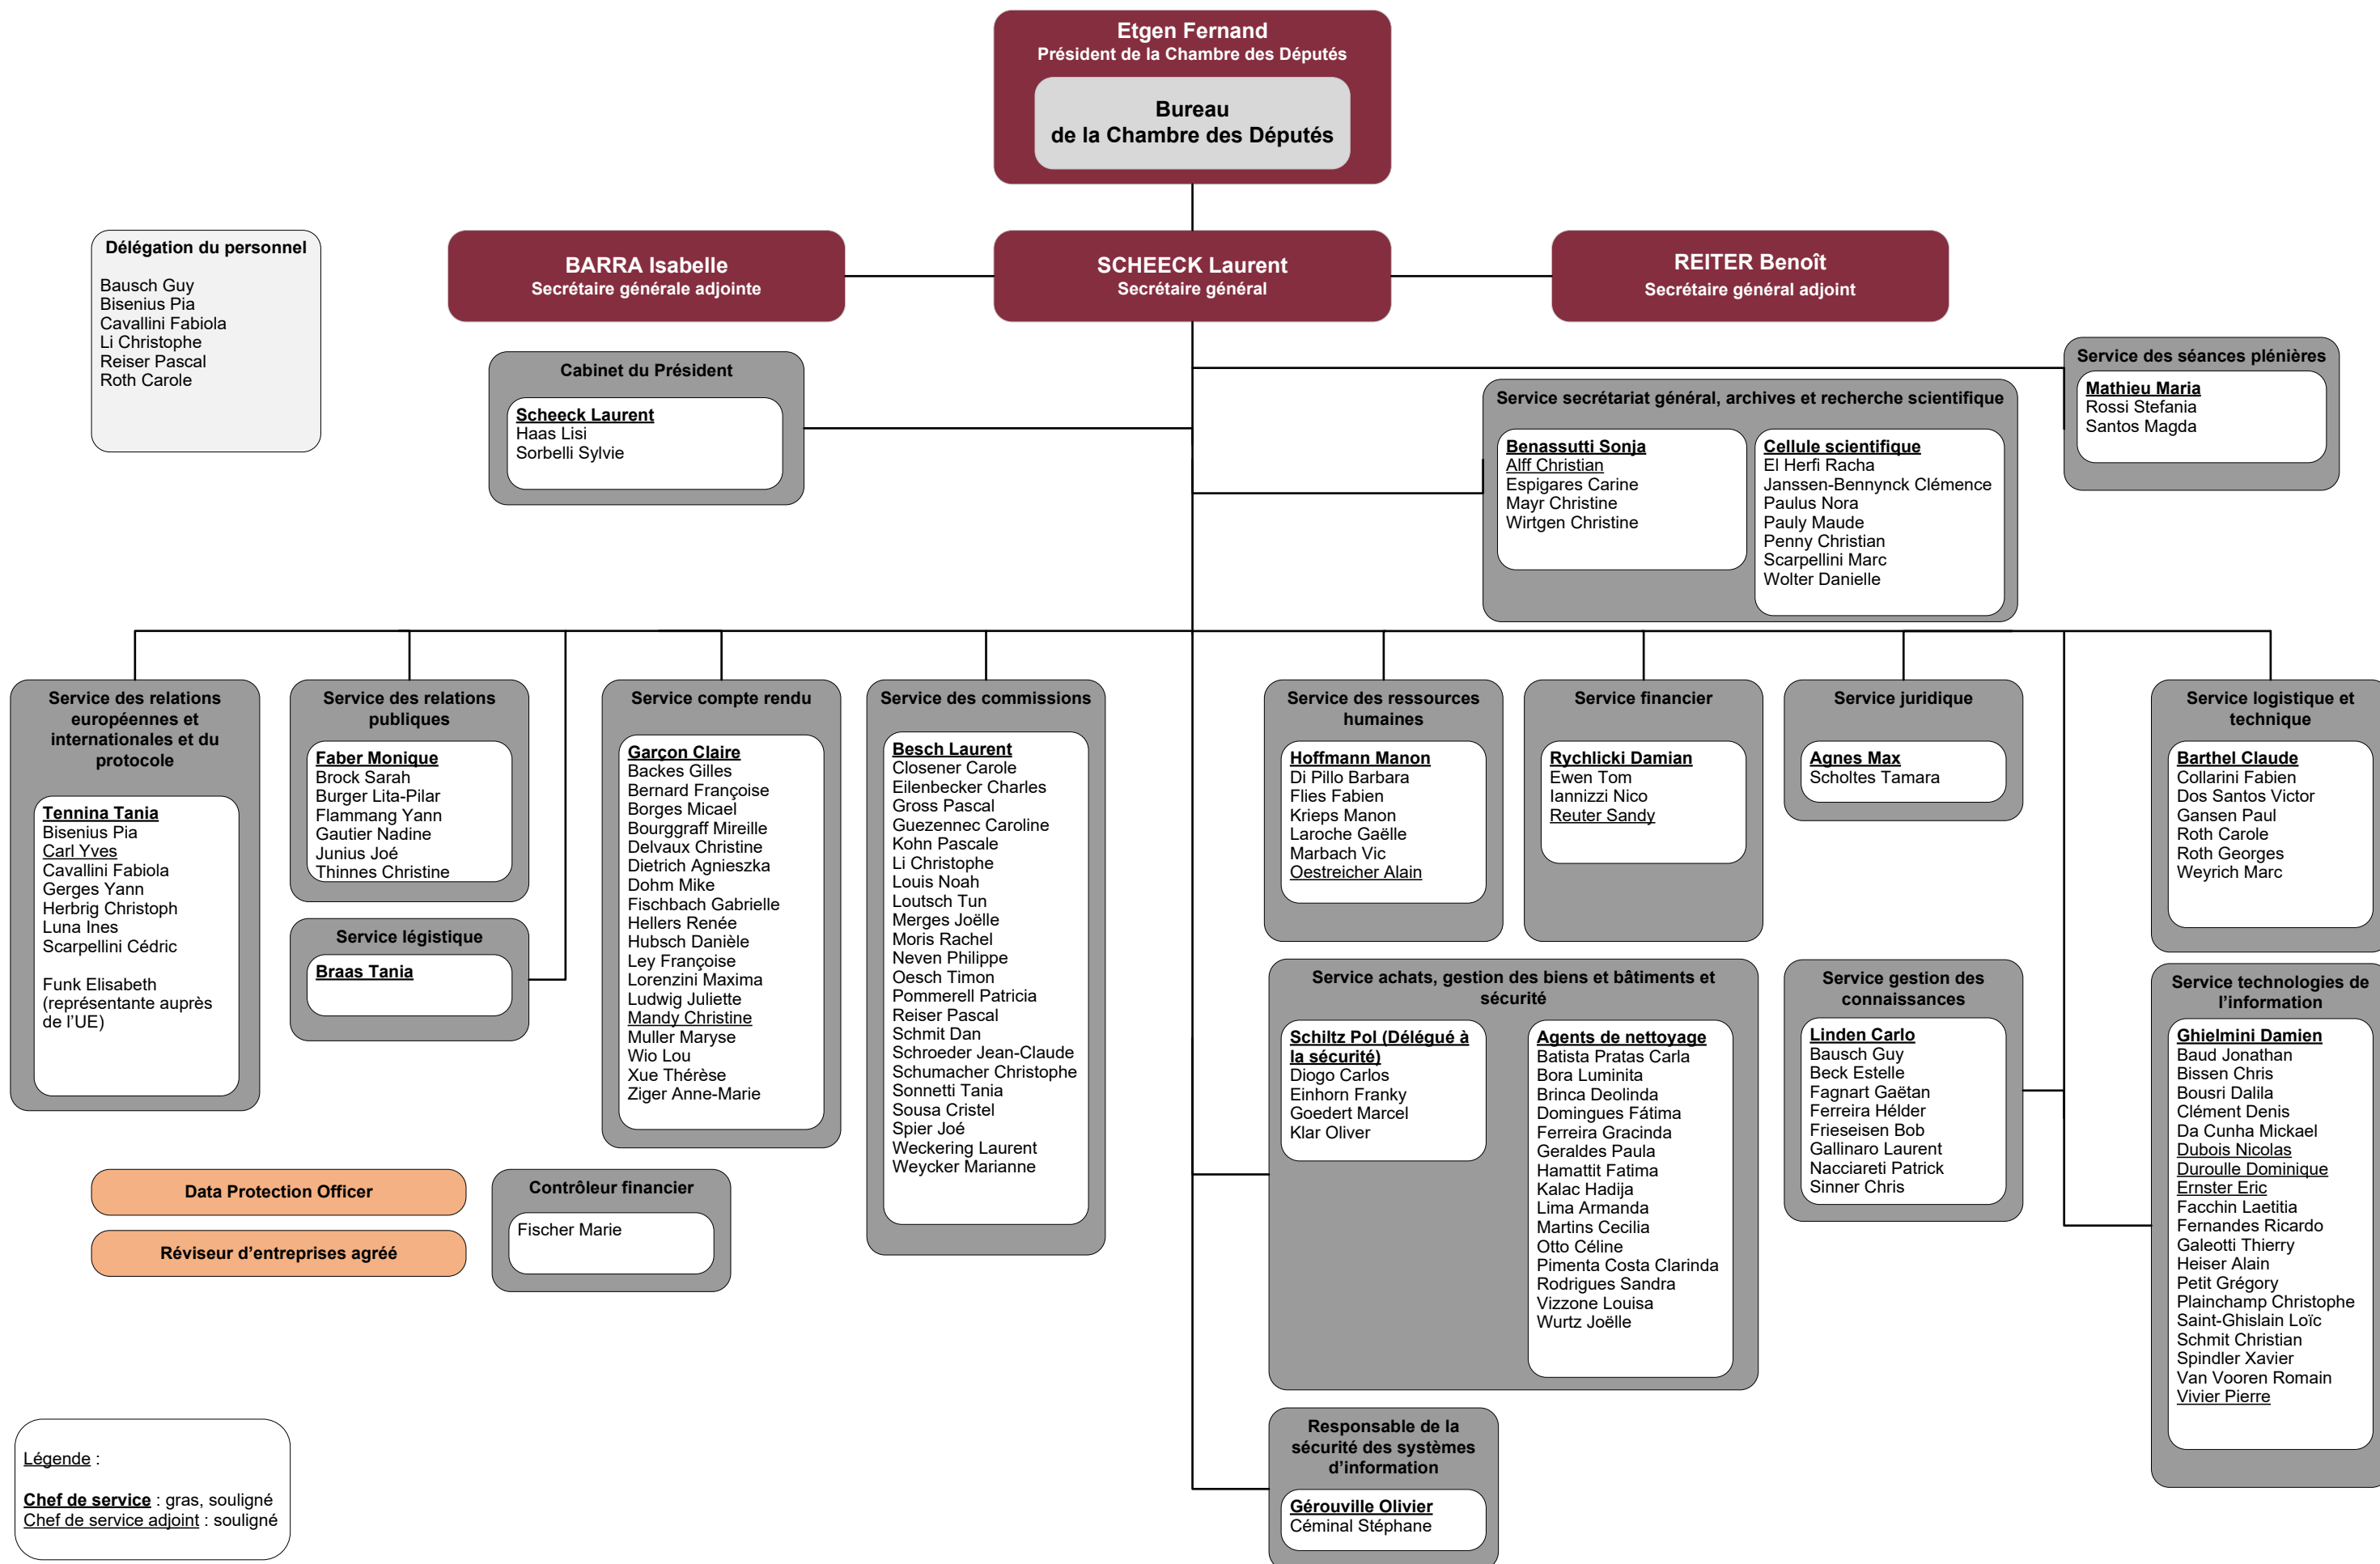 Etgen Fernand
Président de la Chambre des Députés
Bureau
de la Chambre des Députés
Délégation du personnel
Bausch Guy
Bisenius Pia
Cavallini Fabiola
Li Christophe
Reiser Pascal
Roth Carole
BARRA Isabelle
Secrétaire générale adjointe
SCHEECK Laurent
Secrétaire général
REITER Benoît
Secrétaire général adjoint
Cabinet du Président
Scheeck Laurent
Haas Lisi
Sorbelli Sylvie
Service secrétariat général, archives et recherche scientifique
Benassutti Sonja
Alff Christian
Espigares Carine
Mayr Christine
Wirtgen Christine
Cellule scientifique
El Herfi Racha
Janssen-Bennynck Clémence
Paulus Nora
Pauly Maude
Penny Christian
Scarpellini Marc
Wolter Danielle
Service des séances plénières
Mathieu Maria
Rossi Stefania
Santos Magda
Service des relations
européennes et
internationales et du
protocole
Tennina Tania
Bisenius Pia
Carl Yves
Cavallini Fabiola
Gerges Yann
Herbrig Christoph
Luna Ines
Scarpellini Cédric
Funk Elisabeth
(représentante auprès
de l’UE)
Service des relations
publiques
Faber Monique
Brock Sarah
Burger Lita-Pilar
Flammang Yann
Gautier Nadine
Junius Joé
Thinnes Christine
Service légistique
Braas Tania
Service compte rendu
Garçon Claire
Backes Gilles
Bernard Françoise
Borges Micael
Bourggraff Mireille
Delvaux Christine
Dietrich Agnieszka
Dohm Mike
Fischbach Gabrielle
Hellers Renée
Hubsch Danièle
Ley Françoise
Lorenzini Maxima
Ludwig Juliette
Mandy Christine
Muller Maryse
Wio Lou
Xue Thérèse
Ziger Anne-Marie
Service des commissions
Besch Laurent
Closener Carole
Eilenbecker Charles
Gross Pascal
Guezennec Caroline
Kohn Pascale
Li Christophe
Louis Noah
Loutsch Tun
Merges Joëlle
Moris Rachel
Neven Philippe
Oesch Timon
Pommerell Patricia
Reiser Pascal
Schmit Dan
Schroeder Jean-Claude
Schumacher Christophe
Sonnetti Tania
Sousa Cristel
Spier Joé
Weckering Laurent
Weycker Marianne
Service des ressources
humaines
Hoffmann Manon
Di Pillo Barbara
Flies Fabien
Krieps Manon
Laroche Gaëlle
Marbach Vic
Oestreicher Alain
Service financier
Rychlicki Damian
Ewen Tom
Iannizzi Nico
Reuter Sandy
Service juridique
Agnes Max
Scholtes Tamara
Service logistique et
technique
Barthel Claude
Collarini Fabien
Dos Santos Victor
Gansen Paul
Roth Carole
Roth Georges
Weyrich Marc
Service achats, gestion des biens et bâtiments et
sécurité
Schiltz Pol (Délégué à
la sécurité)
Diogo Carlos
Einhorn Franky
Goedert Marcel
Klar Oliver
Agents de nettoyage
Batista Pratas Carla
Bora Luminita
Brinca Deolinda
Domingues Fátima
Ferreira Gracinda
Geraldes Paula
Hamattit Fatima
Kalac Hadija
Lima Armanda
Martins Cecilia
Otto Céline
Pimenta Costa Clarinda
Rodrigues Sandra
Vizzone Louisa
Wurtz Joëlle
Service gestion des
connaissances
Linden Carlo
Bausch Guy
Beck Estelle
Fagnart Gaëtan
Ferreira Hélder
Frieseisen Bob
Gallinaro Laurent
Nacciareti Patrick
Sinner Chris
Service technologies de
l’information
Ghielmini Damien
Baud Jonathan
Bissen Chris
Bousri Dalila
Clément Denis
Da Cunha Mickael
Dubois Nicolas
Duroulle Dominique
Ernster Eric
Facchin Laetitia
Fernandes Ricardo
Galeotti Thierry
Heiser Alain
Petit Grégory
Plainchamp Christophe
Saint-Ghislain Loïc
Schmit Christian
Spindler Xavier
Van Vooren Romain
Vivier Pierre
Data Protection Officer
Réviseur d’entreprises agréé
Contrôleur financier
Fischer Marie
Responsable de la
sécurité des systèmes
d’information
Gérouville Olivier
Céminal Stéphane
Légende :
Chef de service : gras, souligné
Chef de service adjoint : souligné